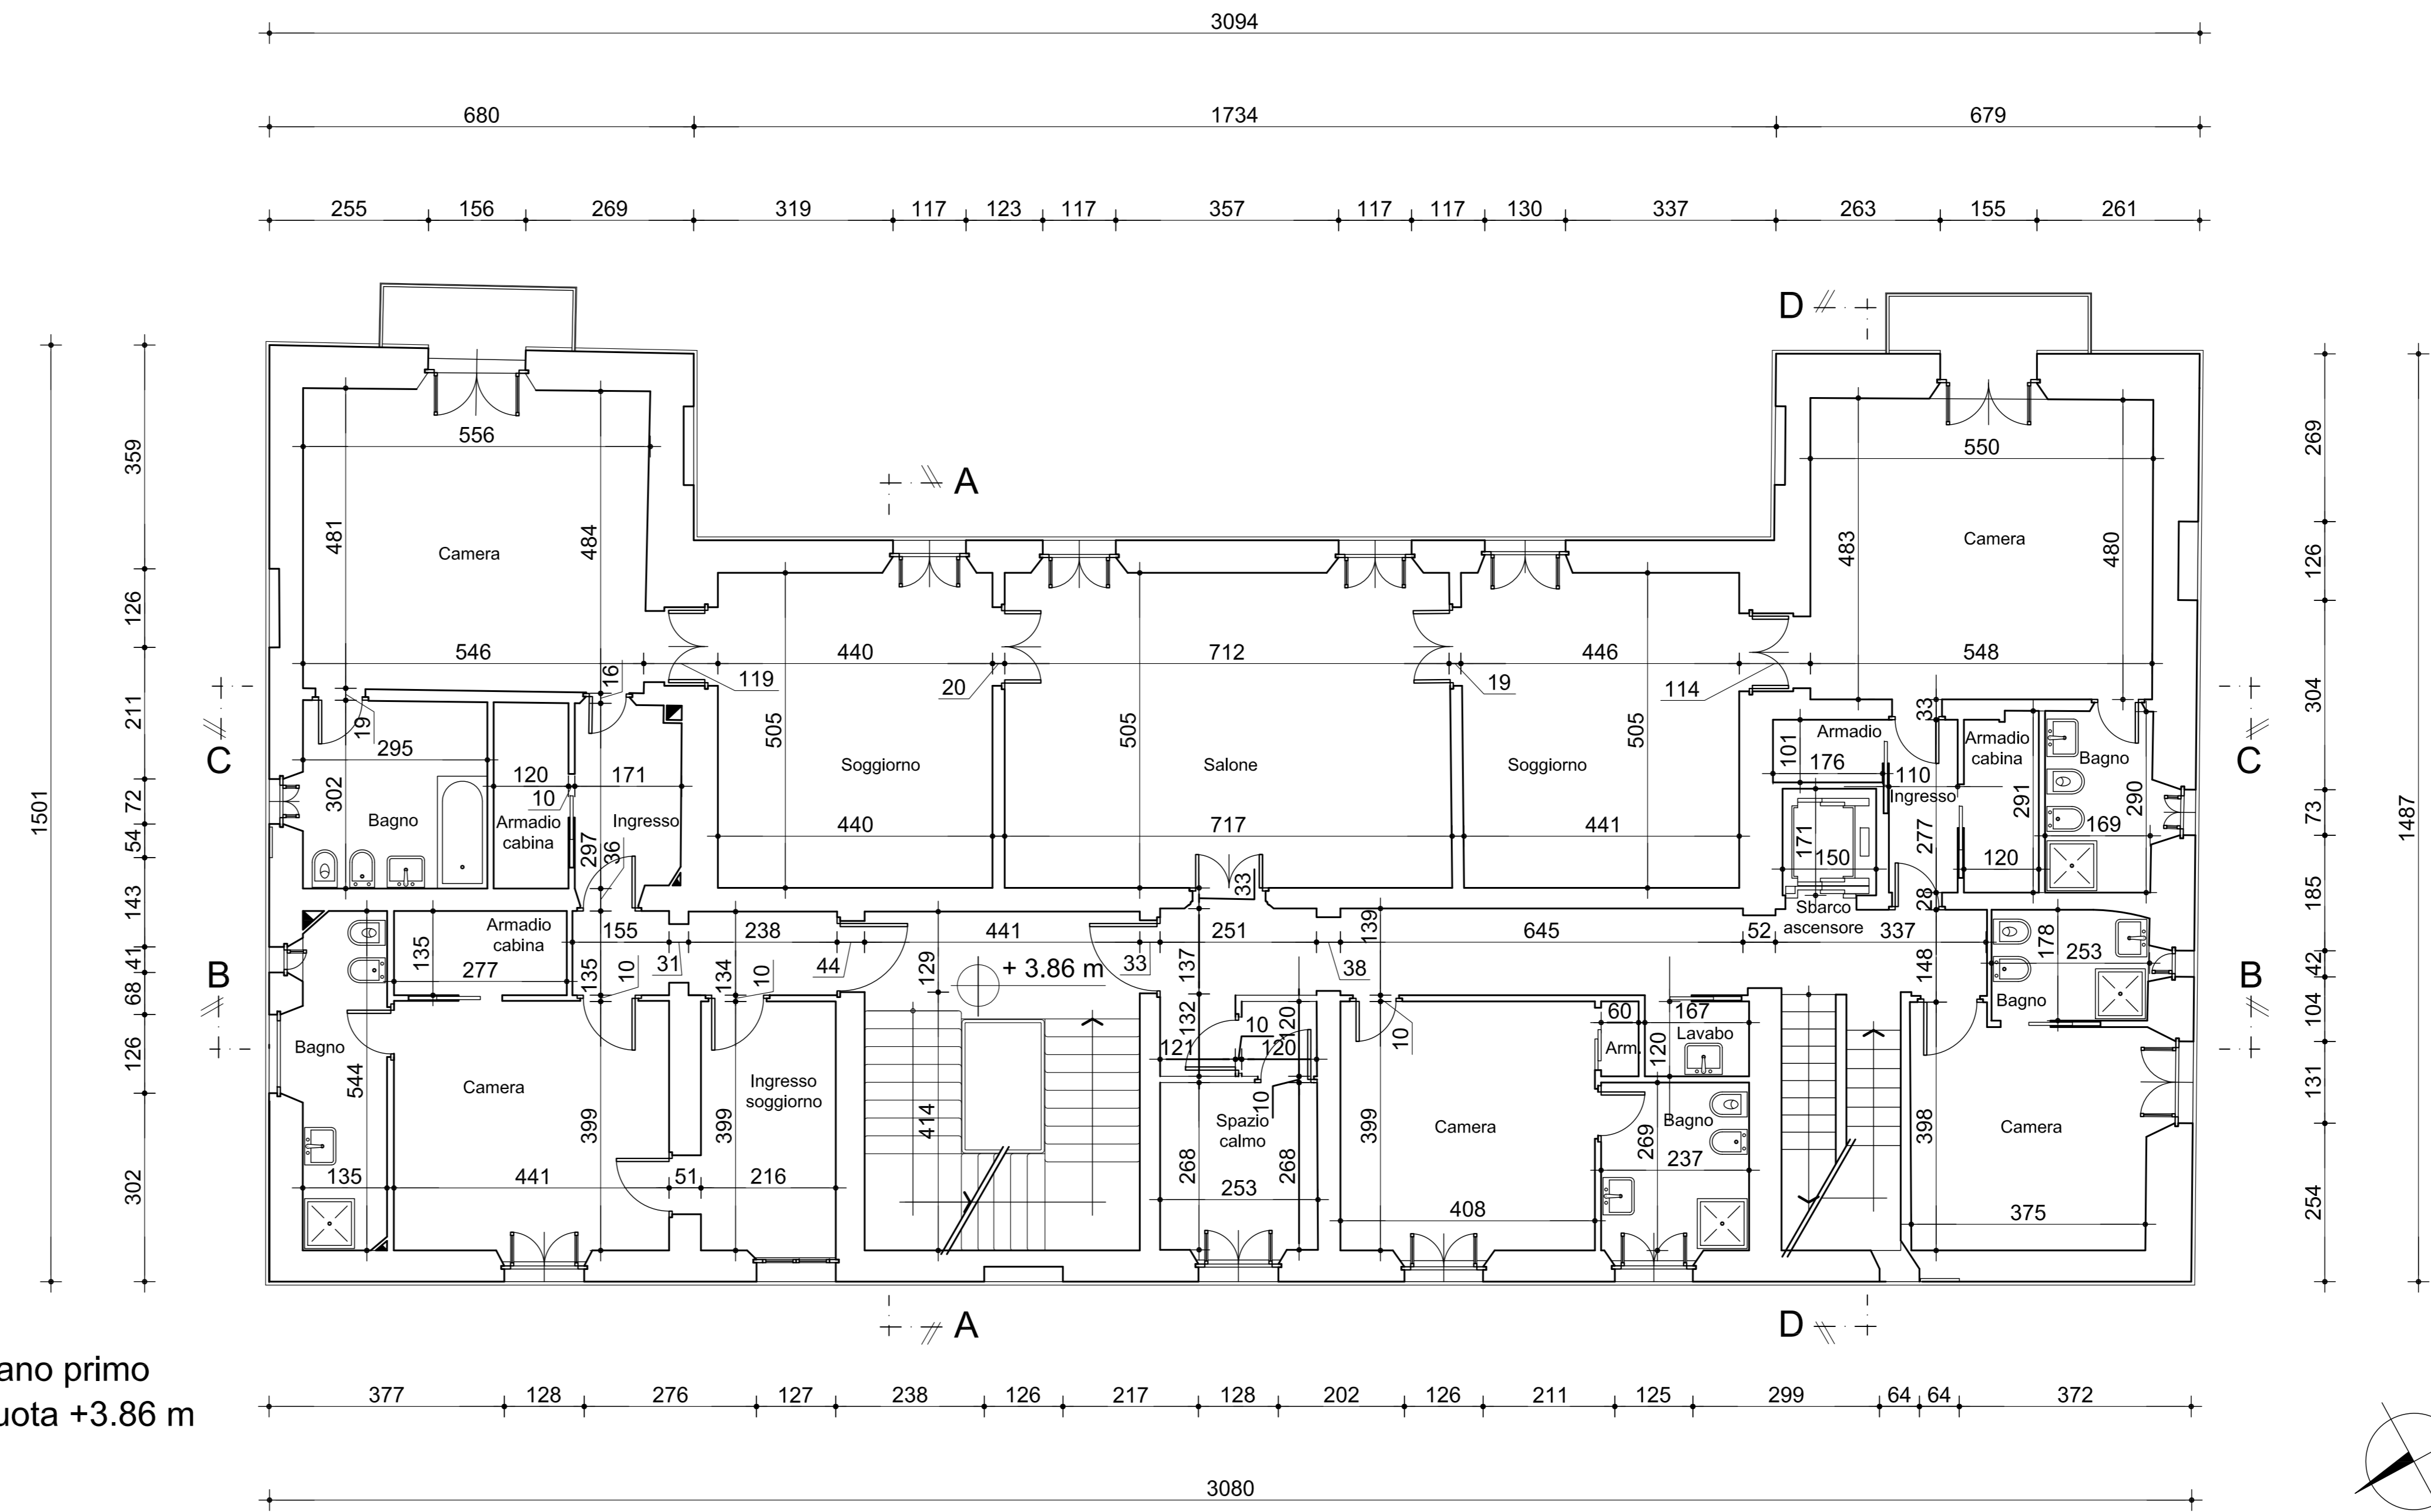 3094
680 1734 679
255 156 269 319 117 123 117 357 117 117 130 337 263 155 261
D
359
269
556
A
550
481
484
Camera
483
Camera
480
126
126
546
16
119
440
20
712
19
446
114
548
211
304
C
19
295
505
505
505
33
Armadio
101
176
Armadio
cabina
Bagno
C
120
10
171
Soggiorno
Salone
Soggiorno
110
Ingresso
1501
72
302
Bagno
Armadio
cabina
Ingresso
291
290
73
1487
54
297
36
440
717
441
171
150
277
120
169
143
33
28
185
Armadio
cabina
Sbarco
ascensore
155
238
441
251
139
645
52
337
178
253
B
41
135
277
135
10
31
134
10
44
129
+ 3.86 m
33
137
38
148
42
B
68
132
10
120
10
60
167
Lavabo
Bagno
104
126
Bagno
121
120
Arm.
120
544
Camera
Ingresso
soggiorno
10
131
399
399
414
Spazio
calmo
399
Camera
Bagno
269
398
Camera
302
135
441
51
216
268
253
268
237
408
375
254
A
D
ano primo
uota +3.86 m
377 128 276 127 238 126 217 128 202 126 211 125 299 64 64 372
3080